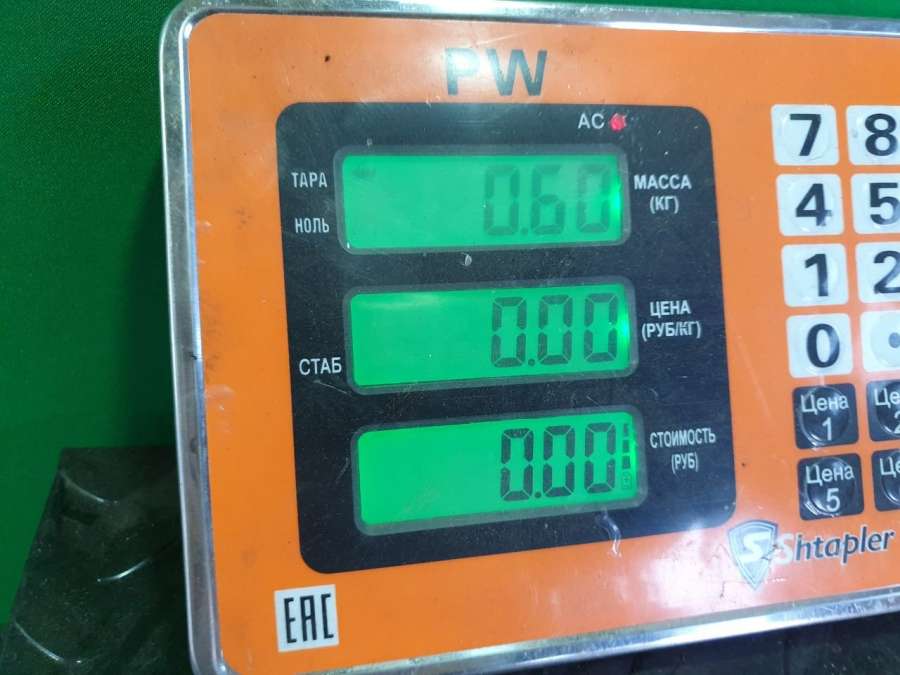 PW
AC
ТАРА
НОЛЬ
0.60
МАССА
(КГ)
СТАБ
0.00
ЦЕНА
(РУБ/КГ)
0.00
СТОИМОСТЬ
(РУБ)
7 8
4 5
1 2
0 .
Цена
1
Цена
5
Shtapler
EAC